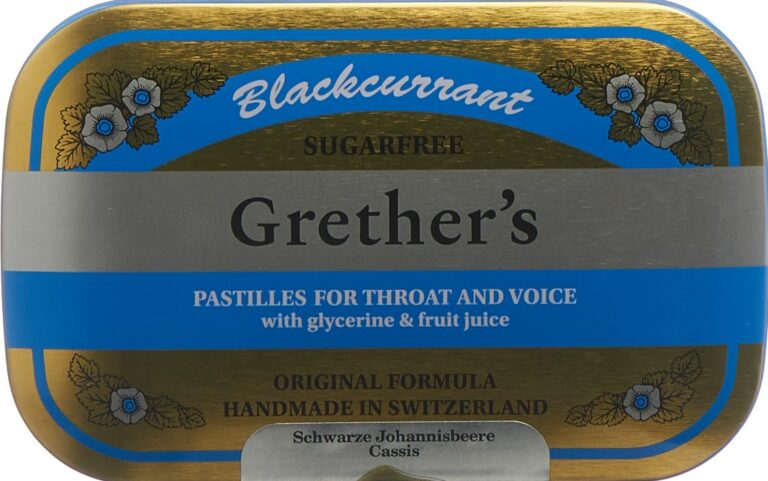 Blackcurrant
SUGARFREE
Grether's
PASTILLES FOR THROAT AND VOICE
with glycerine & fruit juice
ORIGINAL FORMULA
HANDMADE IN SWITZERLAND
Schwarze Johannisbeere
Cassis